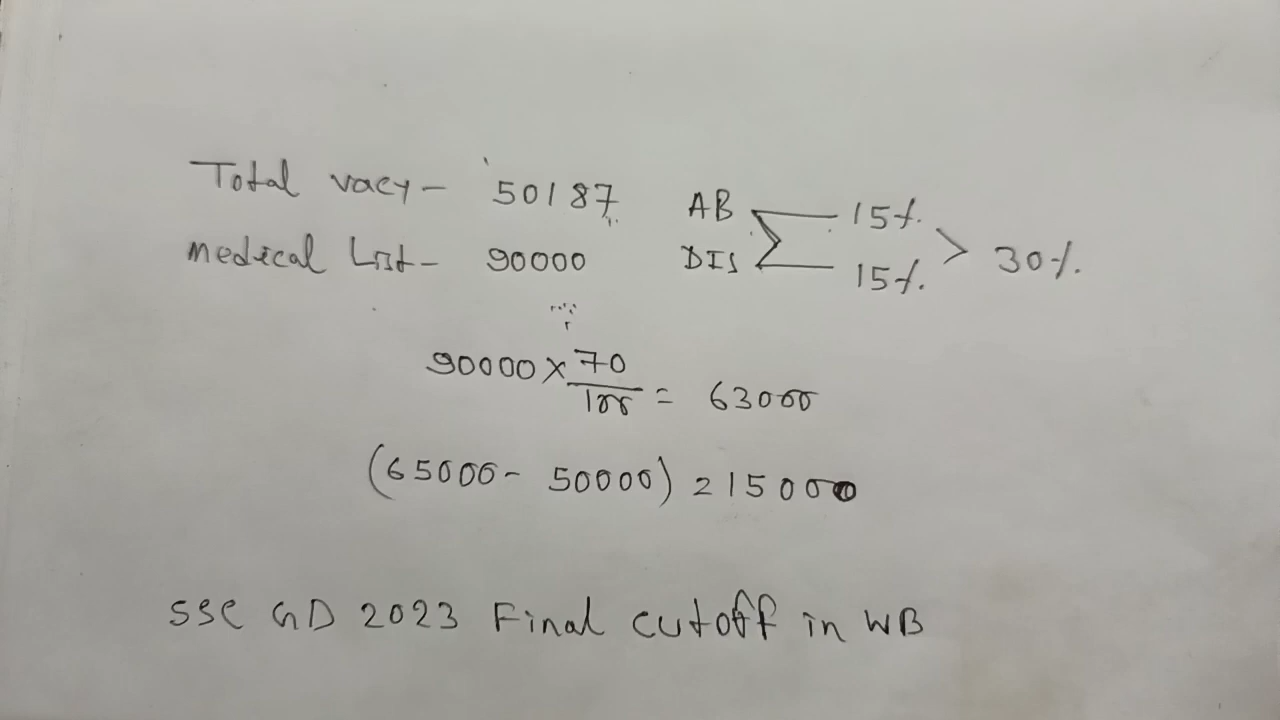 Total vacy - 50187 AB 15%
Medical List - 90000 DIS 15% > 30%
90000 x 70/100 = 63000
(65000 - 50000) = 15000
SSC GD 2023 Final cutoff in WB